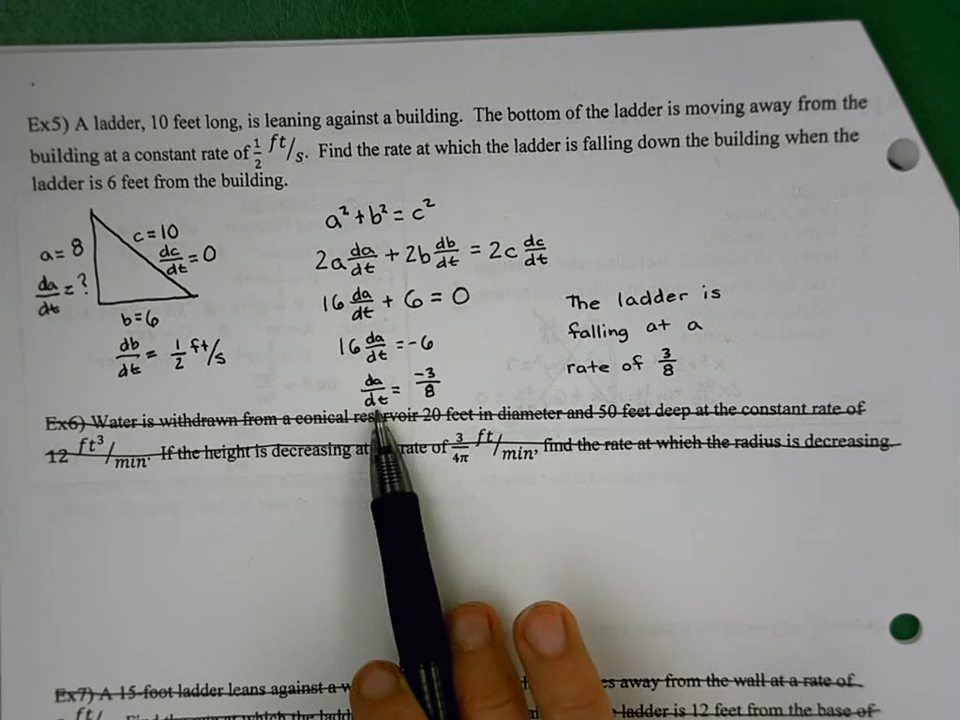 Ex5) A ladder, 10 feet long, is leaning against a building. The bottom of the ladder is moving away from the
building at a constant rate of 1/2 ft/s. Find the rate at which the ladder is falling down the building when the
ladder is 6 feet from the building.
a = 8
da/dt = ?
c = 10
dc/dt = 0
b = 6
db/dt = 1/2 ft/s
a² + b² = c²
2a da/dt + 2b db/dt = 2c dc/dt
16 da/dt + 6 = 0
16 da/dt = -6
da/dt = -3/8
The ladder is
falling at a
rate of 3/8
Ex6) Water is withdrawn from a conical reservoir 20 feet in diameter and 50 feet deep at the constant rate of
12 ft³/min. If the height is decreasing at rate of 3/4π ft/min, find the rate at which the radius is decreasing.
Ex7) A 15-foot ladder leans against a away from the wall at a rate of
ft/ ladder is 12 feet from the base of